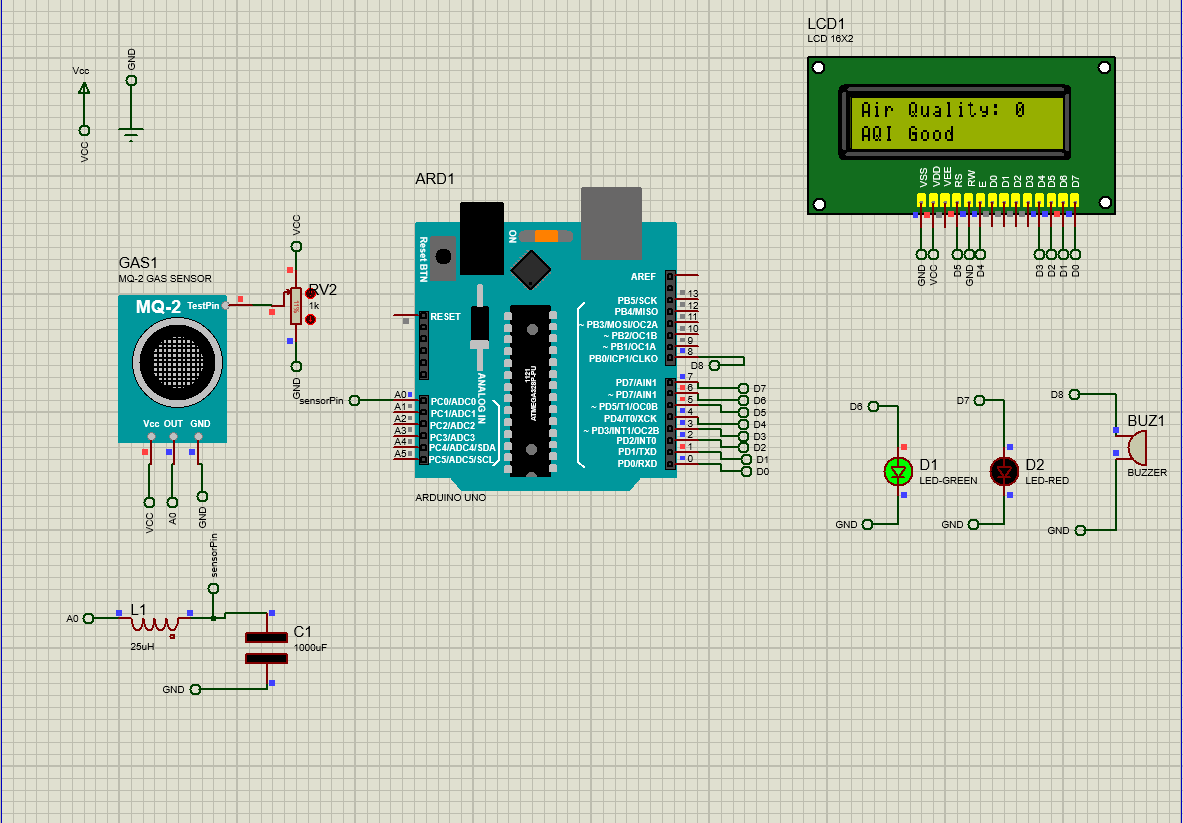 LCD1
LCD 16X2
Air Quality: 0
AQI Good
VSS
VDD
VEE
RS
RW
E
D0
D1
D2
D3
D4
D5
D6
D7
GND
VCC
D5
GND
D4
D3
D2
D1
D0
Vcc
VCC
GND
ARD1
ARDUINO UNO
Reset BTN
ON
RESET
ANALOG IN
1121
ATMEGA328P-PU
AREF
PB5/SCK
13
PB4/MISO
12
~ PB3/MOSI/OC2A
11
~ PB2/OC1B
10
~ PB1/OC1A
9
PB0/ICP1/CLKO
8
D8
PD7/AIN1
7
D7
~ PD7/AIN1
6
D6
~ PD5/T1/OC0B
5
D5
PD4/T0/XCK
4
D4
~ PD3/INT1/OC2B
3
D3
PD2/INT0
2
D2
PD1/TXD
1
D1
PD0/RXD
0
D0
sensorPin
A0
PC0/ADC0
A1
PC1/ADC1
A2
PC2/ADC2
A3
PC3/ADC3
A4
PC4/ADC4/SDA
A5
PC5/ADC5/SCL
GAS1
MQ-2 GAS SENSOR
MQ-2
TestPin
Vcc OUT GND
VCC
A0
GND
VCC
RV2
1k
GND
sensorPin
A0
L1
25uH
C1
1000uF
GND
D6
D1
LED-GREEN
GND
D7
D2
LED-RED
GND
D8
BUZ1
BUZZER
GND